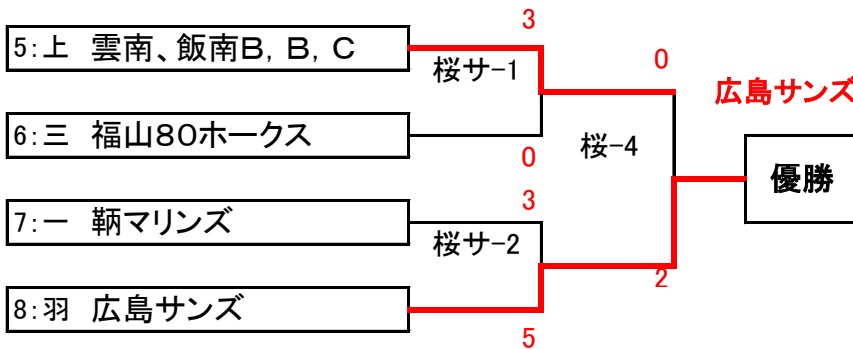 3
5:上 雲南、飯南B,B,C
桜サ-1
0
広島サンズ
6:三 福山80ホークス
0
桜-4
優勝
3
7:一 鞆マリンズ
桜サ-2
2
8:羽 広島サンズ
5